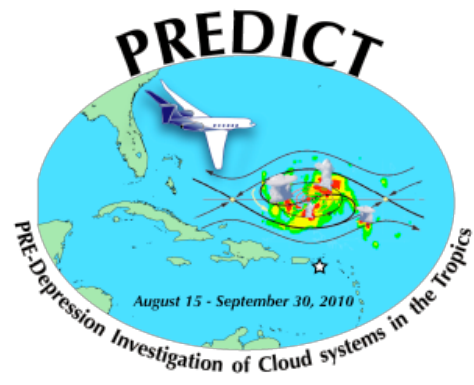 PREDICT
August 15 - September 30, 2010
PRE-Depression Investigation of Cloud systems in the Tropics